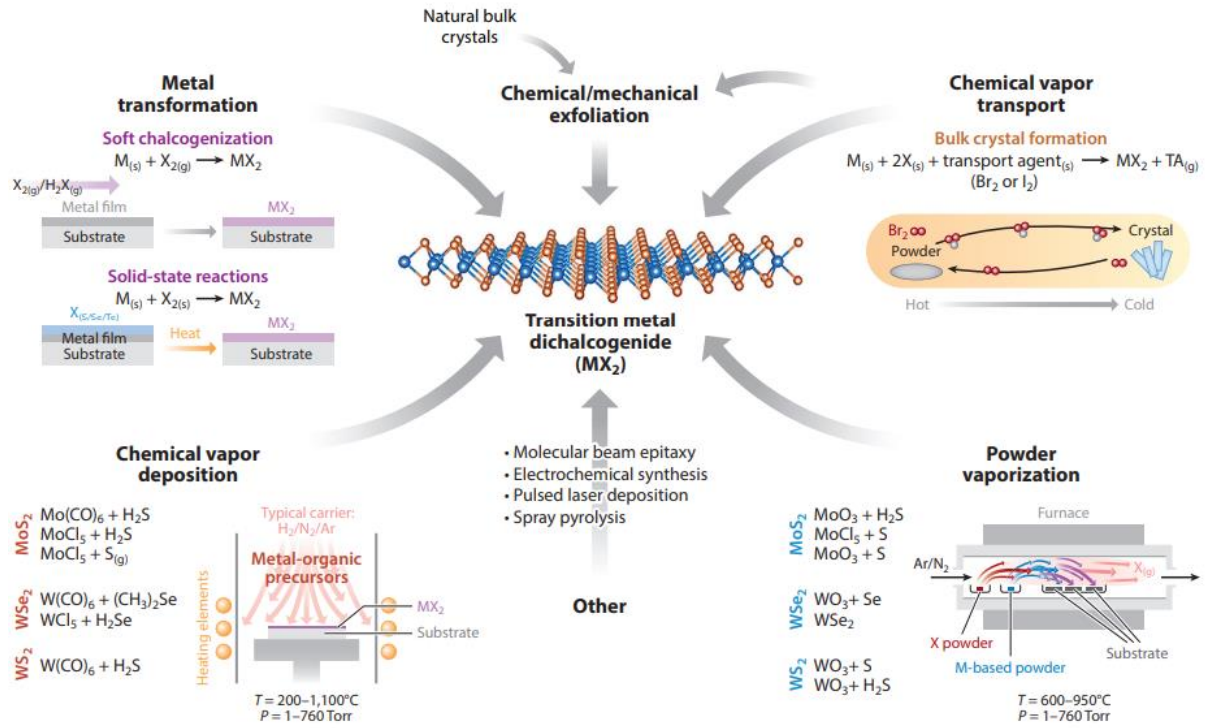 Natural bulk
crystals
Chemical/mechanical
exfoliation
Metal
transformation
Soft chalcogenization
M(s) + X2(g) → MX2
X2(g)/H2X(g)
Metal film
Substrate
MX2
Substrate
Solid-state reactions
M(s) + X2(s) → MX2
X(S/Se/Te)
Metal film
Substrate
Heat
MX2
Substrate
Chemical vapor
transport
Bulk crystal formation
M(s) + 2X(s) + transport agent(s) → MX2 + TA(g)
(Br2 or I2)
Br2
Powder
Crystal
Hot
Cold
Transition metal
dichalcogenide
(MX2)
Chemical vapor
deposition
MoS2
Mo(CO)6 + H2S
MoCl5 + H2S
MoCl5 + S(g)
WSe2
W(CO)6 + (CH3)2Se
WCl5 + H2Se
WS2
W(CO)6 + H2S
Heating elements
Typical carrier:
H2/N2/Ar
Metal-organic
precursors
MX2
Substrate
T = 200–1,100°C
P = 1–760 Torr
• Molecular beam epitaxy
• Electrochemical synthesis
• Pulsed laser deposition
• Spray pyrolysis
Other
Powder
vaporization
MoS2
MoO3 + H2S
MoCl5 + S
MoO3 + S
WSe2
WO3 + Se
WSe2
WS2
WO3 + S
WO3 + H2S
Furnace
Ar/N2
X(g)
X powder
M-based powder
Substrate
T = 600–950°C
P = 1–760 Torr